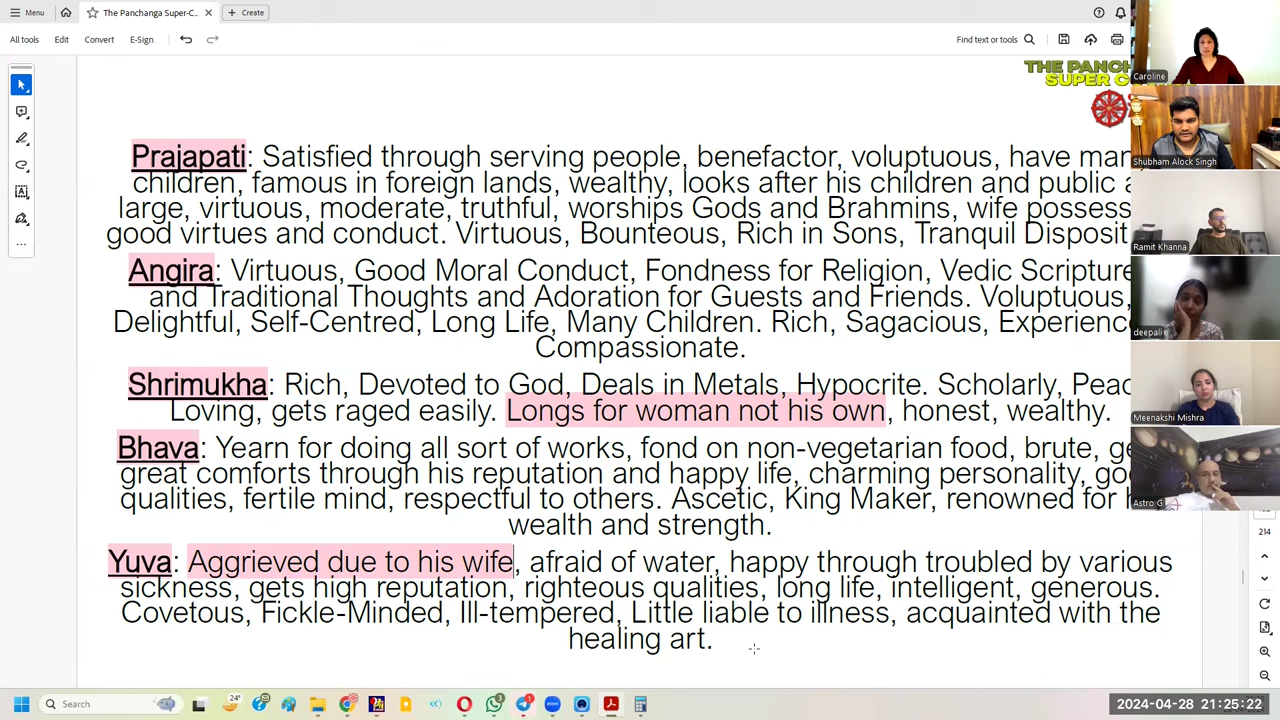 Menu
The Panchanga Super-C..
Create
All tools
Edit
Convert
E-Sign
Find text or tools
THE PANCH
SUPER C
Prajapati: Satisfied through serving people, benefactor, voluptuous, have man
children, famous in foreign lands, wealthy, looks after his children and public a
large, virtuous, moderate, truthful, worships Gods and Brahmins, wife possess
good virtues and conduct. Virtuous, Bounteous, Rich in Sons, Tranquil Disposit
Angira: Virtuous, Good Moral Conduct, Fondness for Religion, Vedic Scripture
and Traditional Thoughts and Adoration for Guests and Friends. Voluptuous,
Delightful, Self-Centred, Long Life, Many Children. Rich, Sagacious, Experienc
Compassionate.
Shrimukha: Rich, Devoted to God, Deals in Metals, Hypocrite. Scholarly, Peac
Loving, gets raged easily. Longs for woman not his own, honest, wealthy.
Bhava: Yearn for doing all sort of works, fond on non-vegetarian food, brute, ge
great comforts through his reputation and happy life, charming personality, goo
qualities, fertile mind, respectful to others. Ascetic, King Maker, renowned for h
wealth and strength.
Yuva: Aggrieved due to his wife, afraid of water, happy through troubled by various
sickness, gets high reputation, righteous qualities, long life, intelligent, generous.
Covetous, Fickle-Minded, Ill-tempered, Little liable to illness, acquainted with the
healing art.
Caroline
Shubham Alock Singh
Ramit Khanna
deepali
Meenakshi Mishra
Astro G
214
Search
24°
2024-04-28 21:25:22